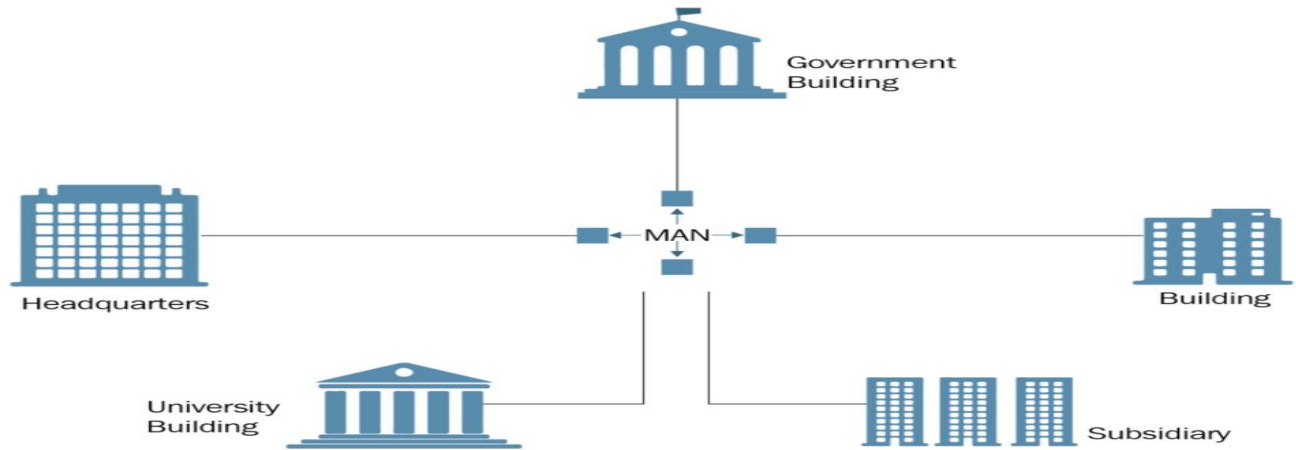 Government
Building
MAN
Headquarters
Building
University
Building
Subsidiary